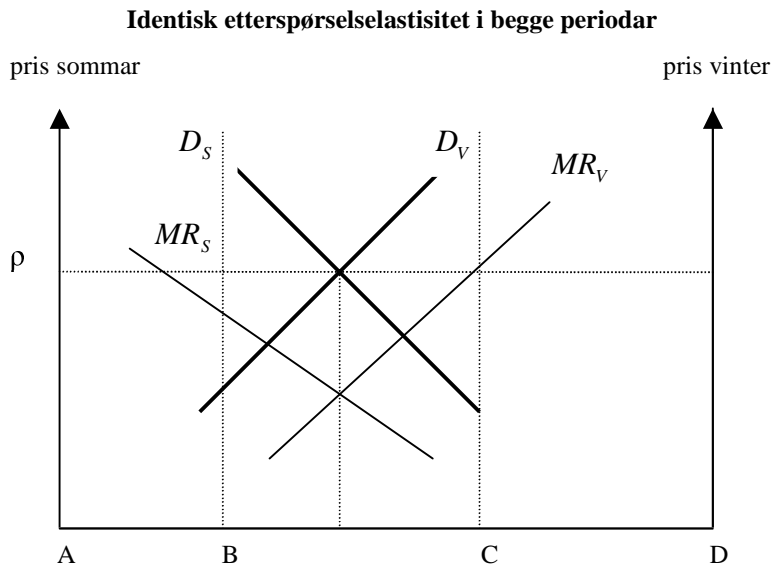 Identisk etterspørselselastisitet i begge periodar
pris sommar
pris vinter
D_S
D_V
MR_V
MR_S
ρ
A
B
C
D